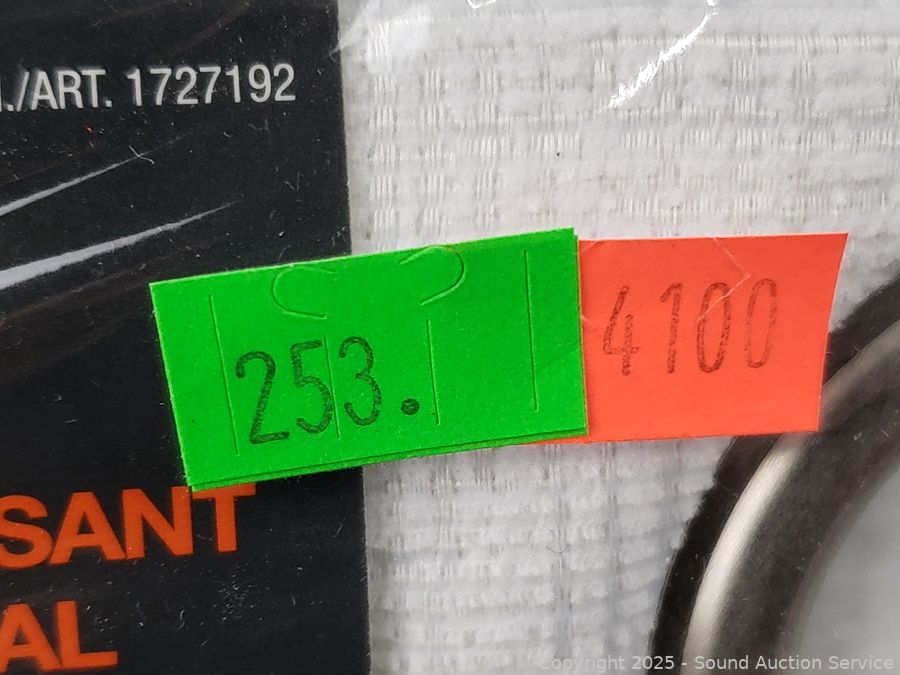 ./ART. 1727192
253.
4100
SANT
AL
Copyright 2025 - Sound Auction Service